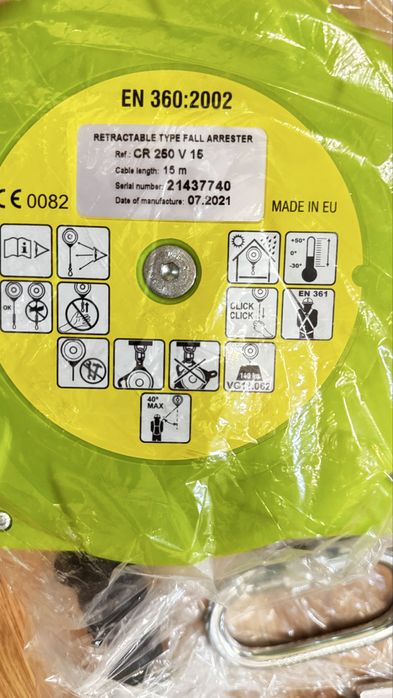 EN 360:2002
RETRACTABLE TYPE FALL ARRESTER
Ref.: CR 250 V 15
Cable length: 15 m
Serial number: 21437740
Date of manufacture: 07.2021
CE 0082
MADE IN EU
i
+50°
0°
-30°
OK
CLICK
CLICK
EN 361
140 kg
VG11.062
40°
MAX